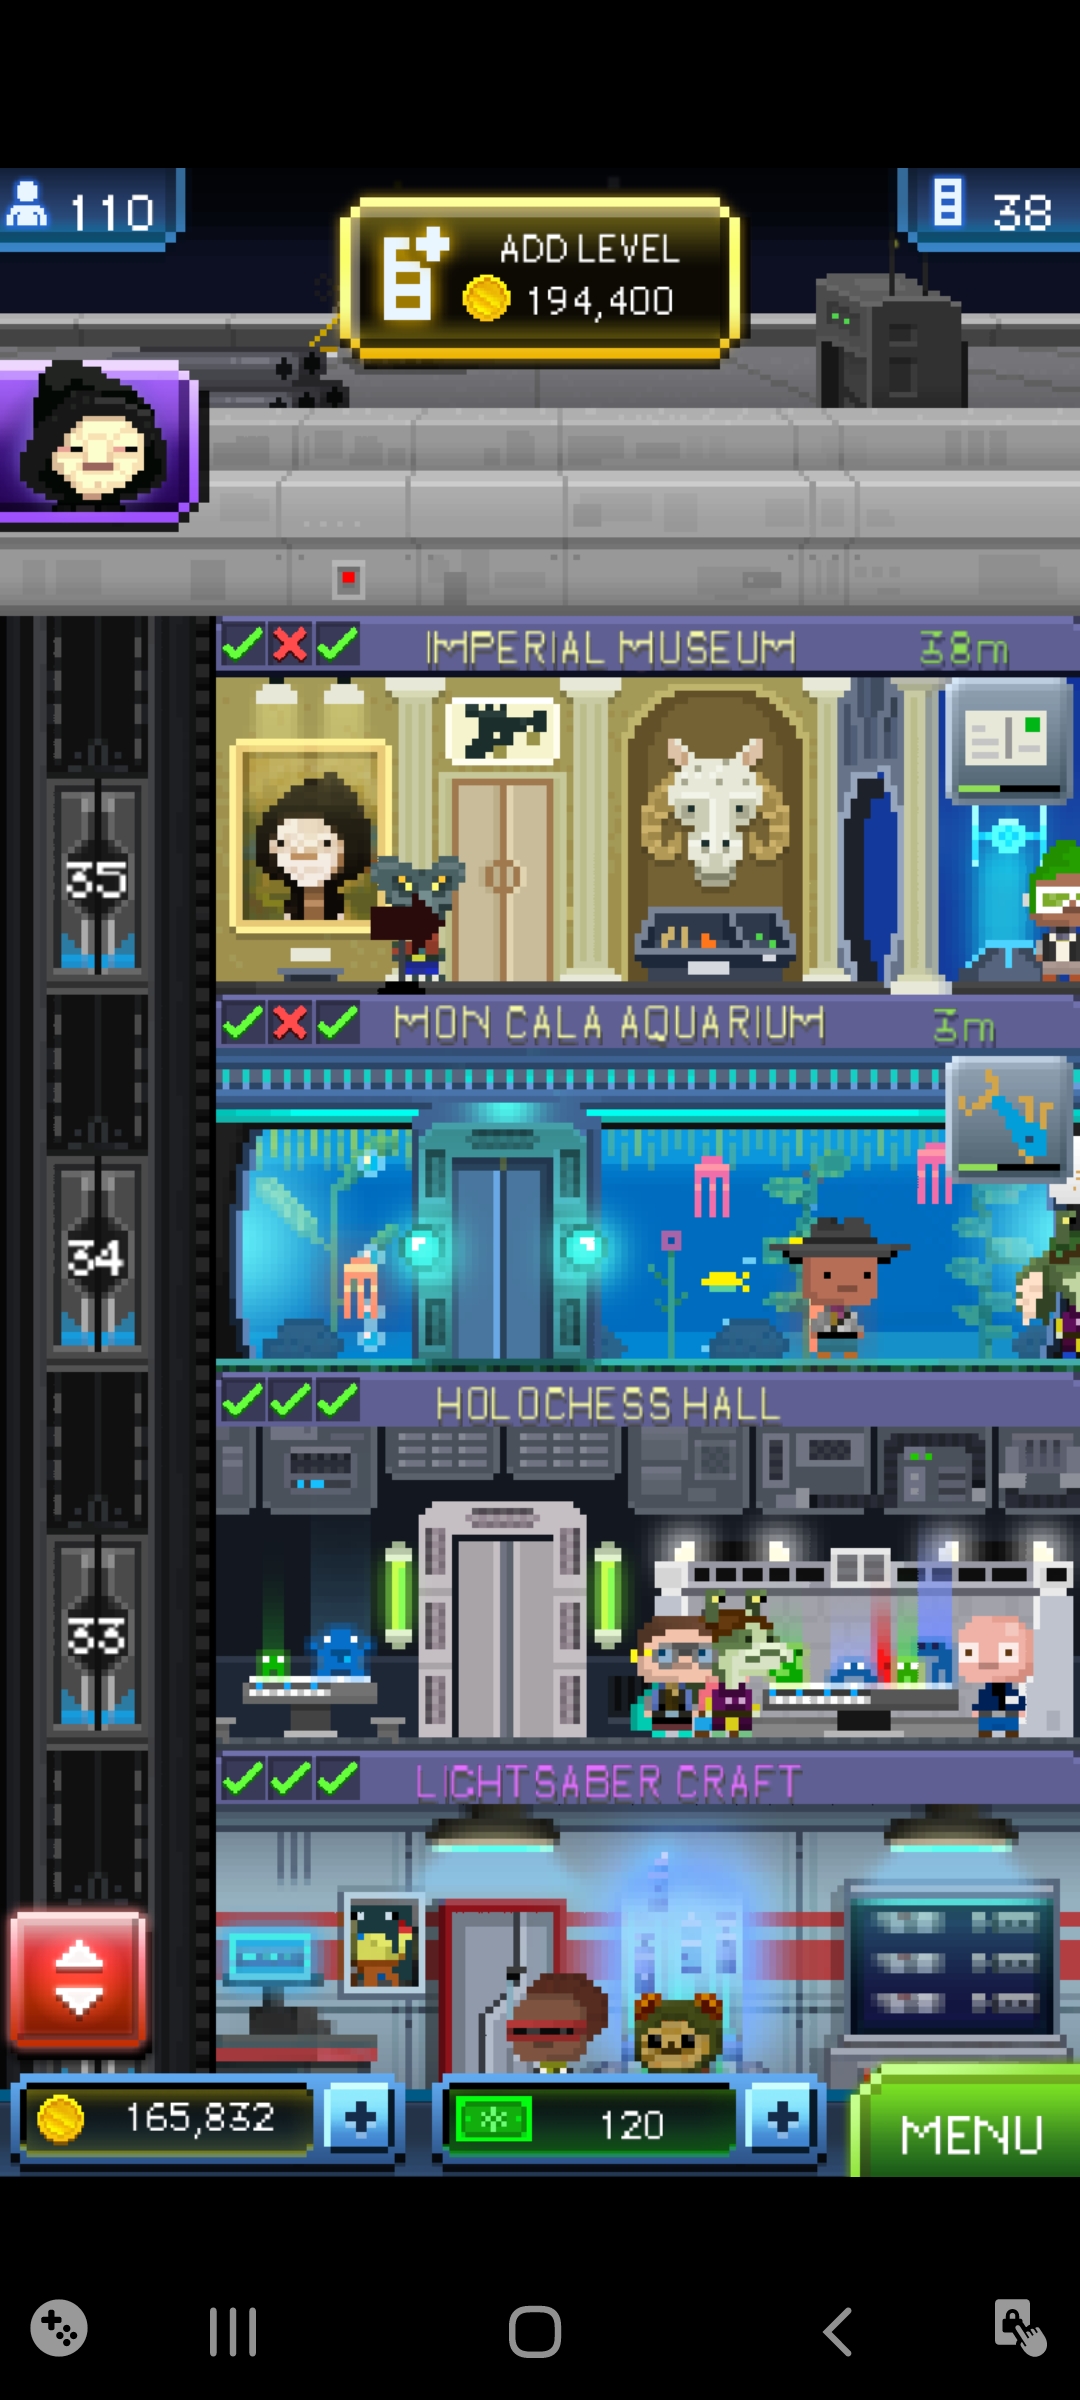 110
ADD LEVEL
194,400
38
IMPERIAL MUSEUM 38m
35
MON CALA AQUARIUM 3m
34
HOLOCHESS HALL
33
LIGHTSABER CRAFT
165,832
120
MENU